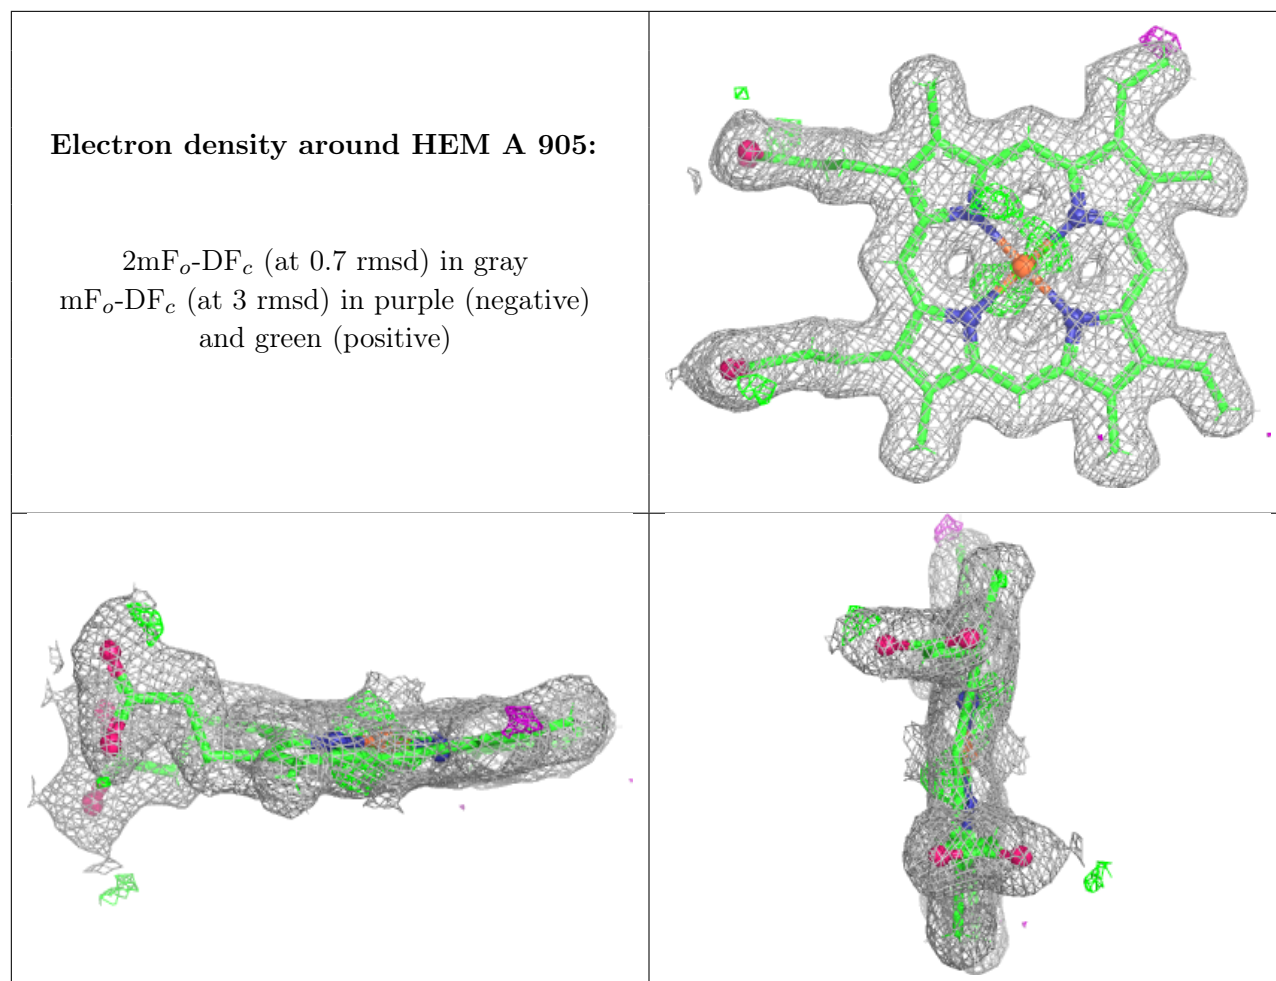 Electron density around HEM A 905:
2mFo-DFc (at 0.7 rmsd) in gray
mFo-DFc (at 3 rmsd) in purple (negative)
and green (positive)